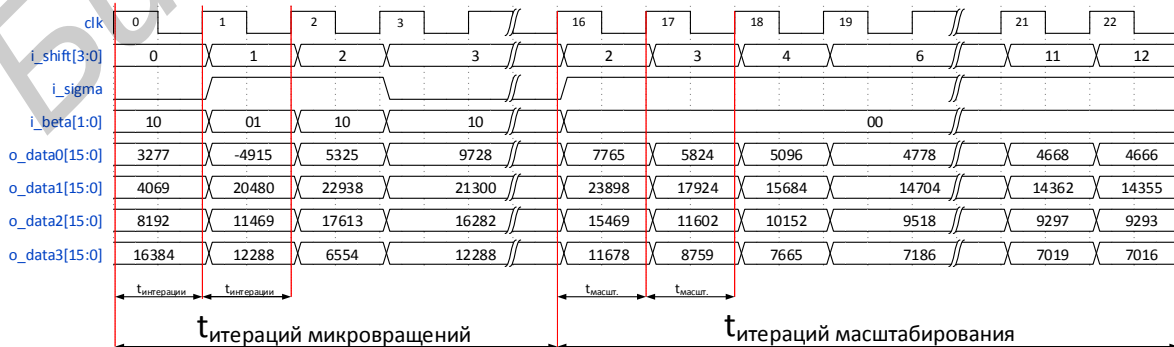 clk 0 1 2 3 16 17 18 19 21 22
i_shift[3:0] 0 1 2 3 2 3 4 6 11 12
i_sigma
i_beta[1:0] 10 01 10 10 00
o_data0[15:0] 3277 -4915 5325 9728 7765 5824 5096 4778 4668 4666
o_data1[15:0] 4069 20480 22938 21300 23898 17924 15684 14704 14362 14355
o_data2[15:0] 8192 11469 17613 16282 15469 11602 10152 9518 9297 9293
o_data3[15:0] 16384 12288 6554 12288 11678 8759 7665 7186 7019 7016
tинтерации tинтерации tмасшт. tмасшт.
tитераций микровращений tитераций масштабирования